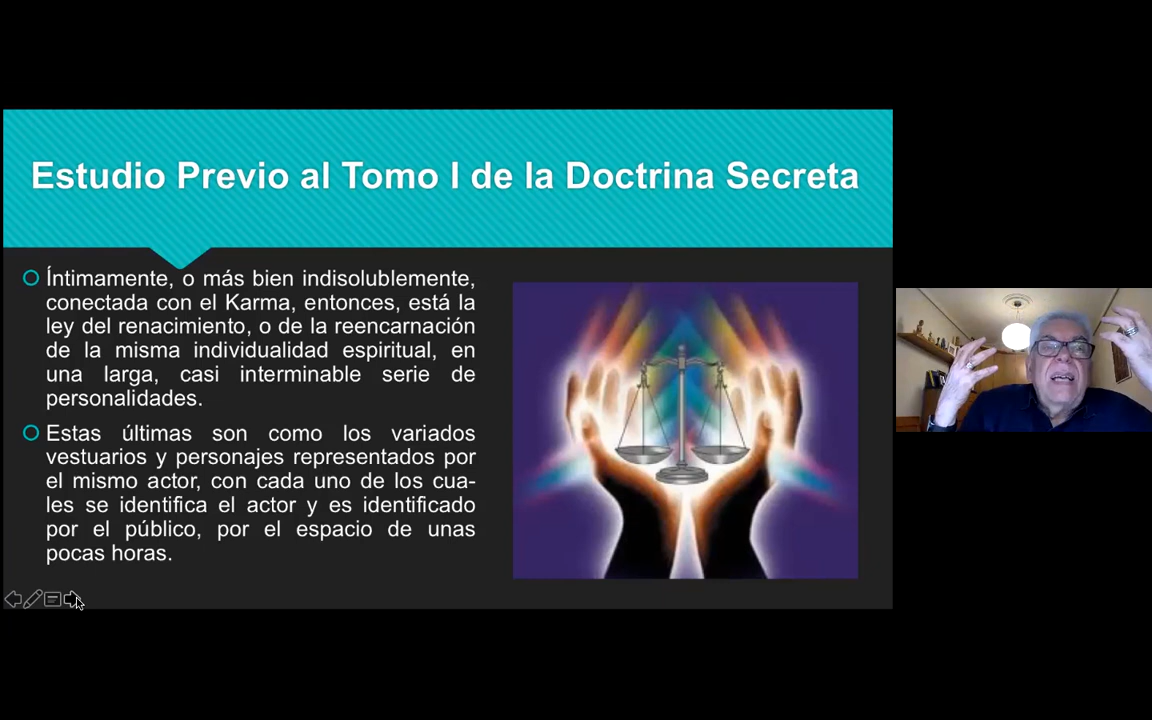 Estudio Previo al Tomo I de la Doctrina Secreta
Íntimamente, o más bien indisolublemente,
conectada con el Karma, entonces, está la
ley del renacimiento, o de la reencarnación
de la misma individualidad espiritual, en
una larga, casi interminable serie de
personalidades.
Estas últimas son como los variados
vestuarios y personajes representados por
el mismo actor, con cada uno de los cua-
les se identifica el actor y es identificado
por el público, por el espacio de unas
pocas horas.